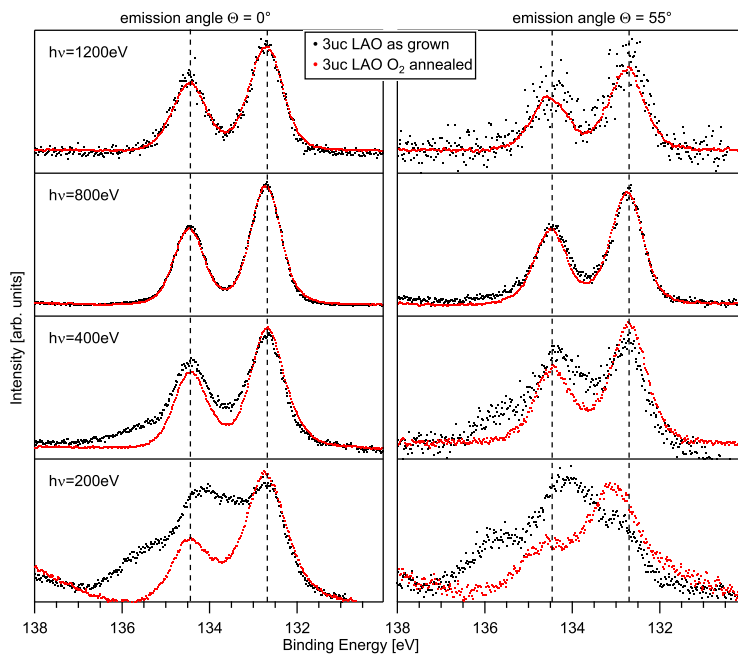 emission angle Θ = 0°
emission angle Θ = 55°
3uc LAO as grown
3uc LAO O₂ annealed
hν=1200eV
hν=800eV
hν=400eV
hν=200eV
Intensity [arb. units]
138 136 134 132
138 136 134 132
Binding Energy [eV]